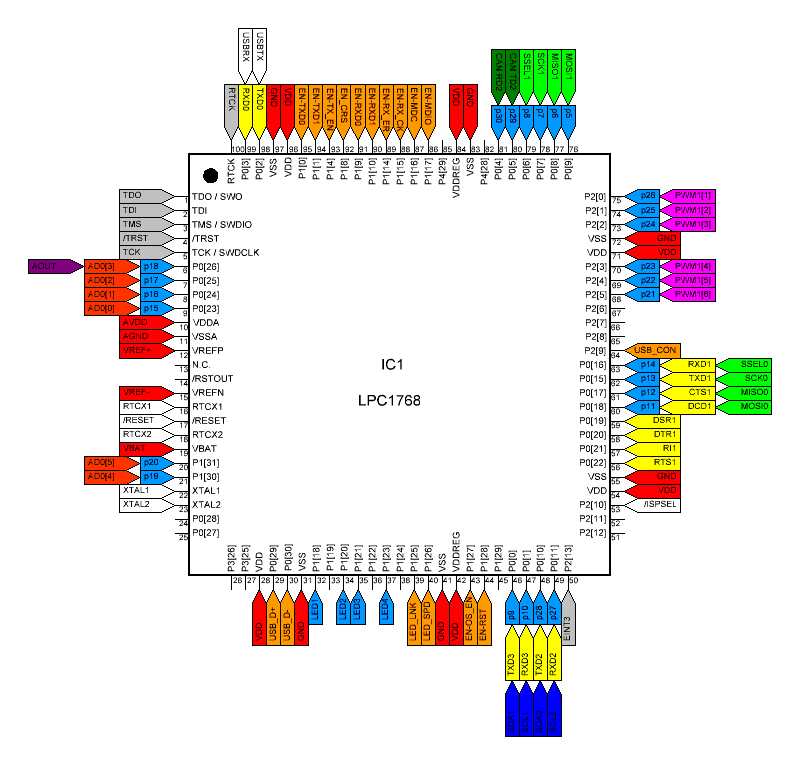 USBRX
USBTX
CAN RD2
CAN TD2
SSEL1
SCK1
MISO1
MOSI1
RTCK
RXD0
TXD0
GND
VDD
EN-TXD0
EN-TXD1
EN-TX_EN
EN_CRS
EN-RXD0
EN-RXD1
EN-RX_ER
EN-RX_CK
EN-MDC
EN-MDIO
VDD
GND
p30
p29
p8
p7
p6
p5
100 99 98 97 96 95 94 93 92 91 90 89 88 87 86 85 84 83 82 81 80 79 78 77 76
RTCK
P0[3]
P0[2]
VSS
VDD
P1[0]
P1[1]
P1[4]
P1[8]
P1[9]
P1[10]
P1[14]
P1[15]
P1[16]
P1[17]
P4[29]
VDDREG
VSS
P4[28]
P0[4]
P0[5]
P0[6]
P0[7]
P0[8]
P0[9]
TDO 1 TDO / SWO
TDI 2 TDI
TMS 3 TMS / SWDIO
/TRST 4 /TRST
TCK 5 TCK / SWDCLK
AOUT AD0[3] p18 6 P0[26]
AD0[2] p17 7 P0[25]
AD0[1] p16 8 P0[24]
AD0[0] p15 9 P0[23]
AVDD 10 VDDA
AGND 11 VSSA
VREF+ 12 VREFP
13 N.C.
14 /RSTOUT
VREF- 15 VREFN
RTCX1 16 RTCX1
/RESET 17 /RESET
RTCX2 18 RTCX2
VBAT 19 VBAT
AD0[5] p20 20 P1[31]
AD0[4] p19 21 P1[30]
XTAL1 22 XTAL1
XTAL2 23 XTAL2
24 P0[28]
25 P0[27]
IC1
LPC1768
P2[0] 75 p26 PWM1[1]
P2[1] 74 p25 PWM1[2]
P2[2] 73 p24 PWM1[3]
VSS 72 GND
VDD 71 VDD
P2[3] 70 p23 PWM1[4]
P2[4] 69 p22 PWM1[5]
P2[5] 68 p21 PWM1[6]
P2[6] 67
P2[7] 66
P2[8] 65
P2[9] 64 USB_CON
P0[16] 63 p14 RXD1 SSEL0
P0[15] 62 p13 TXD1 SCK0
P0[17] 61 p12 CTS1 MISO0
P0[18] 60 p11 DCD1 MOSI0
P0[19] 59 DSR1
P0[20] 58 DTR1
P0[21] 57 RI1
P0[22] 56 RTS1
VSS 55 GND
VDD 54 VDD
P2[10] 53 /ISPSEL
P2[11] 52
P2[12] 51
P3[26]
P3[25]
VDD
P0[29]
P0[30]
VSS
P1[18]
P1[19]
P1[20]
P1[21]
P1[22]
P1[23]
P1[24]
P1[25]
P1[26]
VSS
VDDREG
P1[27]
P1[28]
P1[29]
P0[0]
P0[1]
P0[10]
P0[11]
P2[13]
26 27 28 29 30 31 32 33 34 35 36 37 38 39 40 41 42 43 44 45 46 47 48 49 50
VDD
USB_D+
USB_D-
GND
LED1
LED2
LED3
LED4
LED_LNK
LED_SPD
GND
VDD
EN-OS_EN
EN-RST
p9
p10
p28
p27
EINT3
TXD3
RXD3
TXD2
RXD2